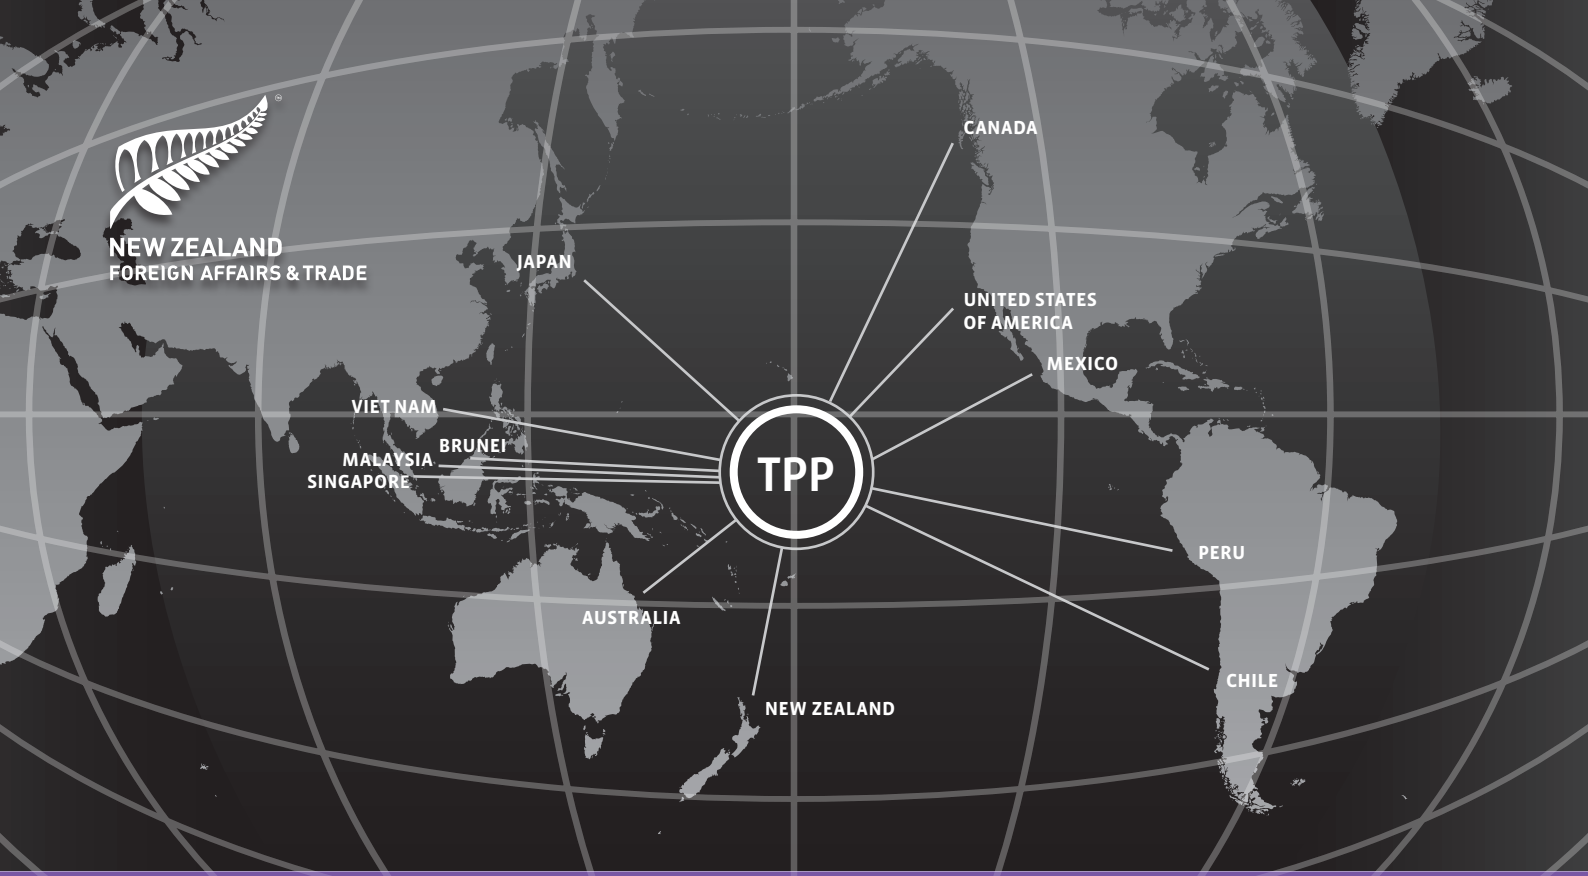 NEW ZEALAND
FOREIGN AFFAIRS & TRADE
CANADA
JAPAN
UNITED STATES
OF AMERICA
MEXICO
VIET NAM
BRUNEI
MALAYSIA
SINGAPORE
TPP
PERU
AUSTRALIA
CHILE
NEW ZEALAND